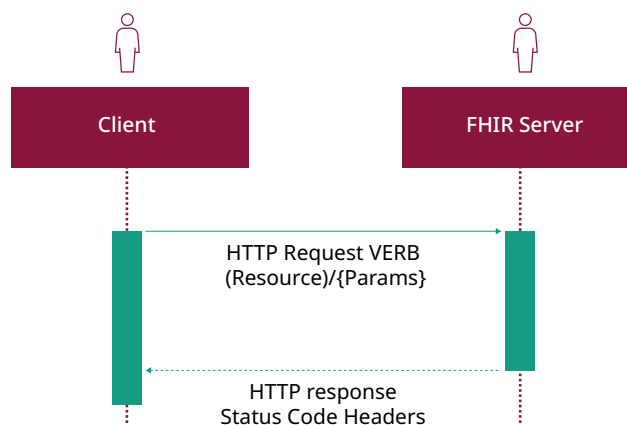 Client
FHIR Server
HTTP Request VERB
(Resource)/{Params}
HTTP response
Status Code Headers